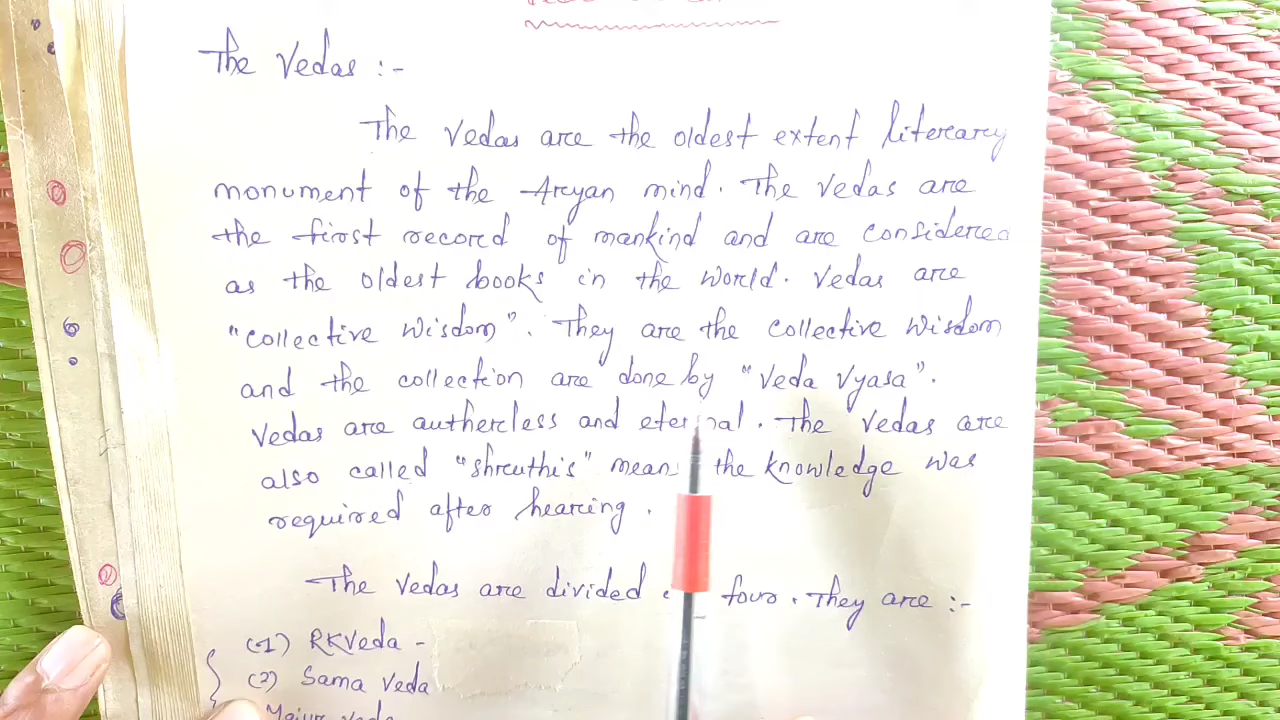 The Vedas :-
The Vedas are the oldest extent literary
monument of the Aryan mind. The Vedas are
the first record of mankind and are considered
as the oldest books in the world. Vedas are
"collective Wisdom". They are the collective Wisdom
and the collection are done by "Veda Vyasa".
Vedas are autherless and eternal. The Vedas are
also called "shruthi's" mean the knowledge was
required after hearing.
The Vedas are divided four. They are :-
(1) RKVeda -
(2) Sama Veda